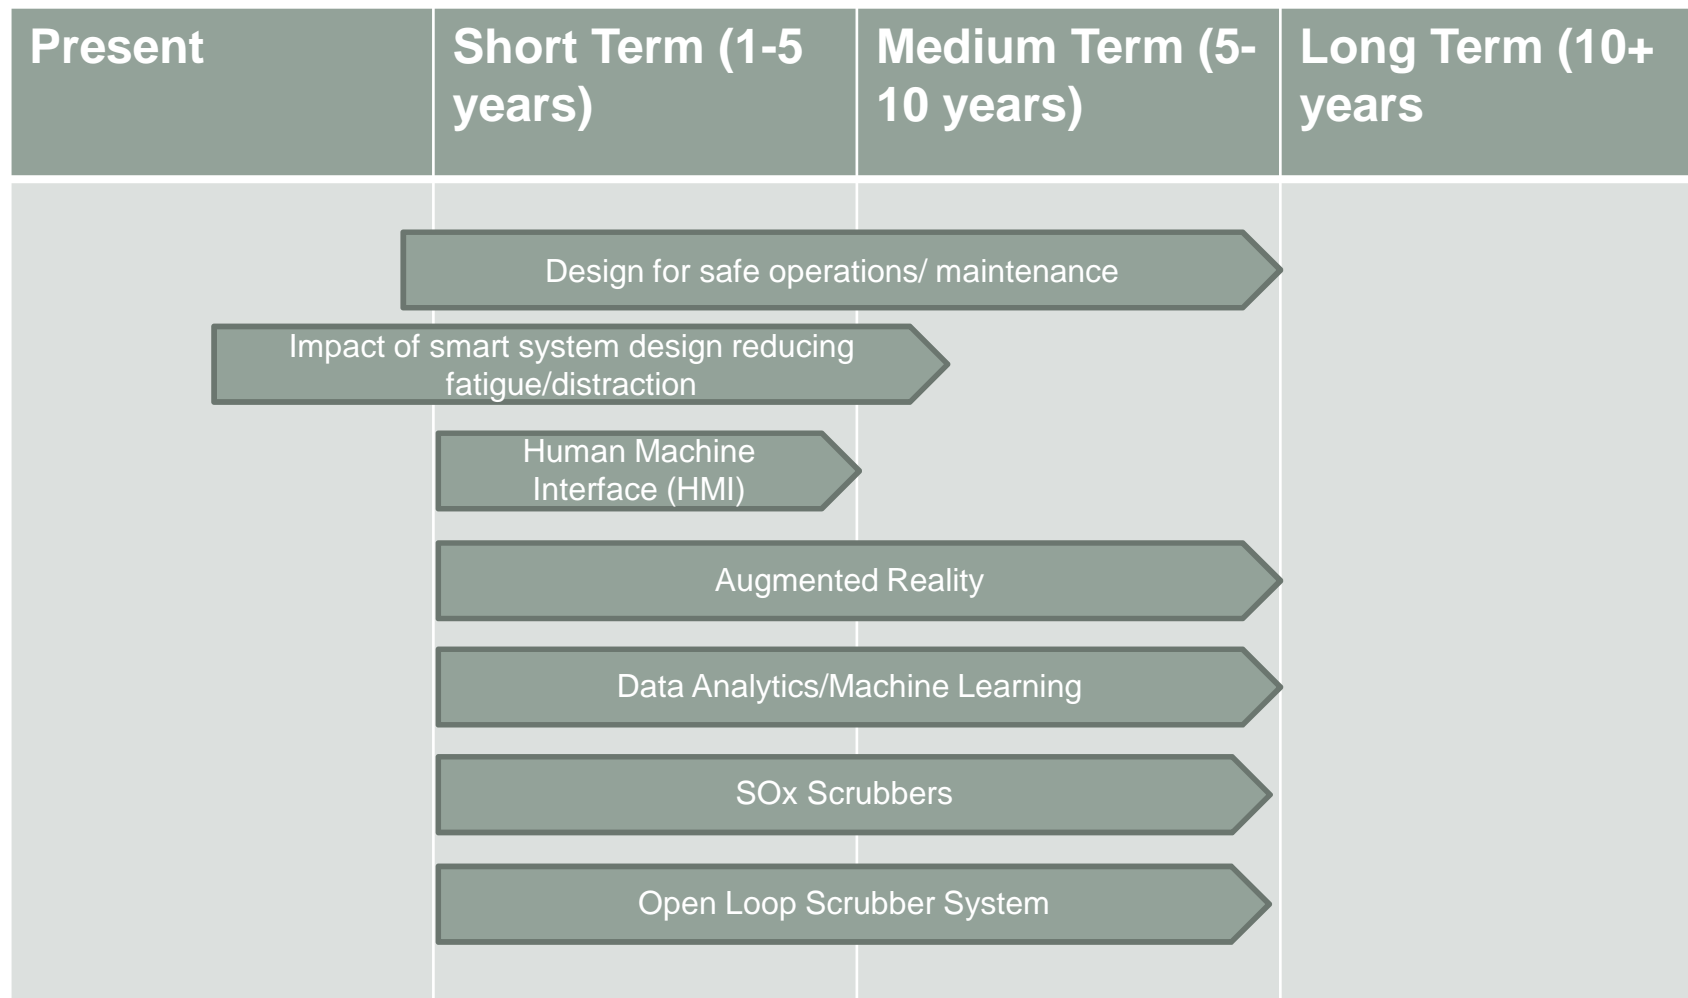 Present
Short Term (1-5
years)
Medium Term (5-
10 years)
Long Term (10+
years
Design for safe operations/ maintenance
Impact of smart system design reducing
fatigue/distraction
Human Machine
Interface (HMI)
Augmented Reality
Data Analytics/Machine Learning
SOx Scrubbers
Open Loop Scrubber System